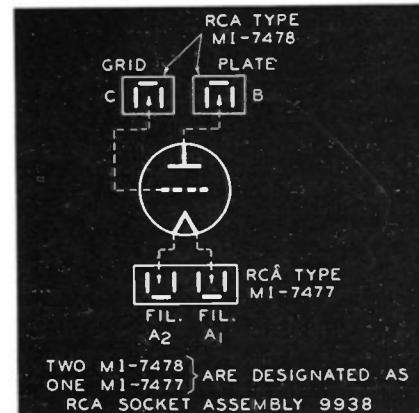 RCA TYPE
MI-7478
GRID PLATE
C B
RCA TYPE
MI-7477
FIL. FIL.
A2 A1
TWO MI-7478
ONE MI-7477 } ARE DESIGNATED AS
RCA SOCKET ASSEMBLY 9938